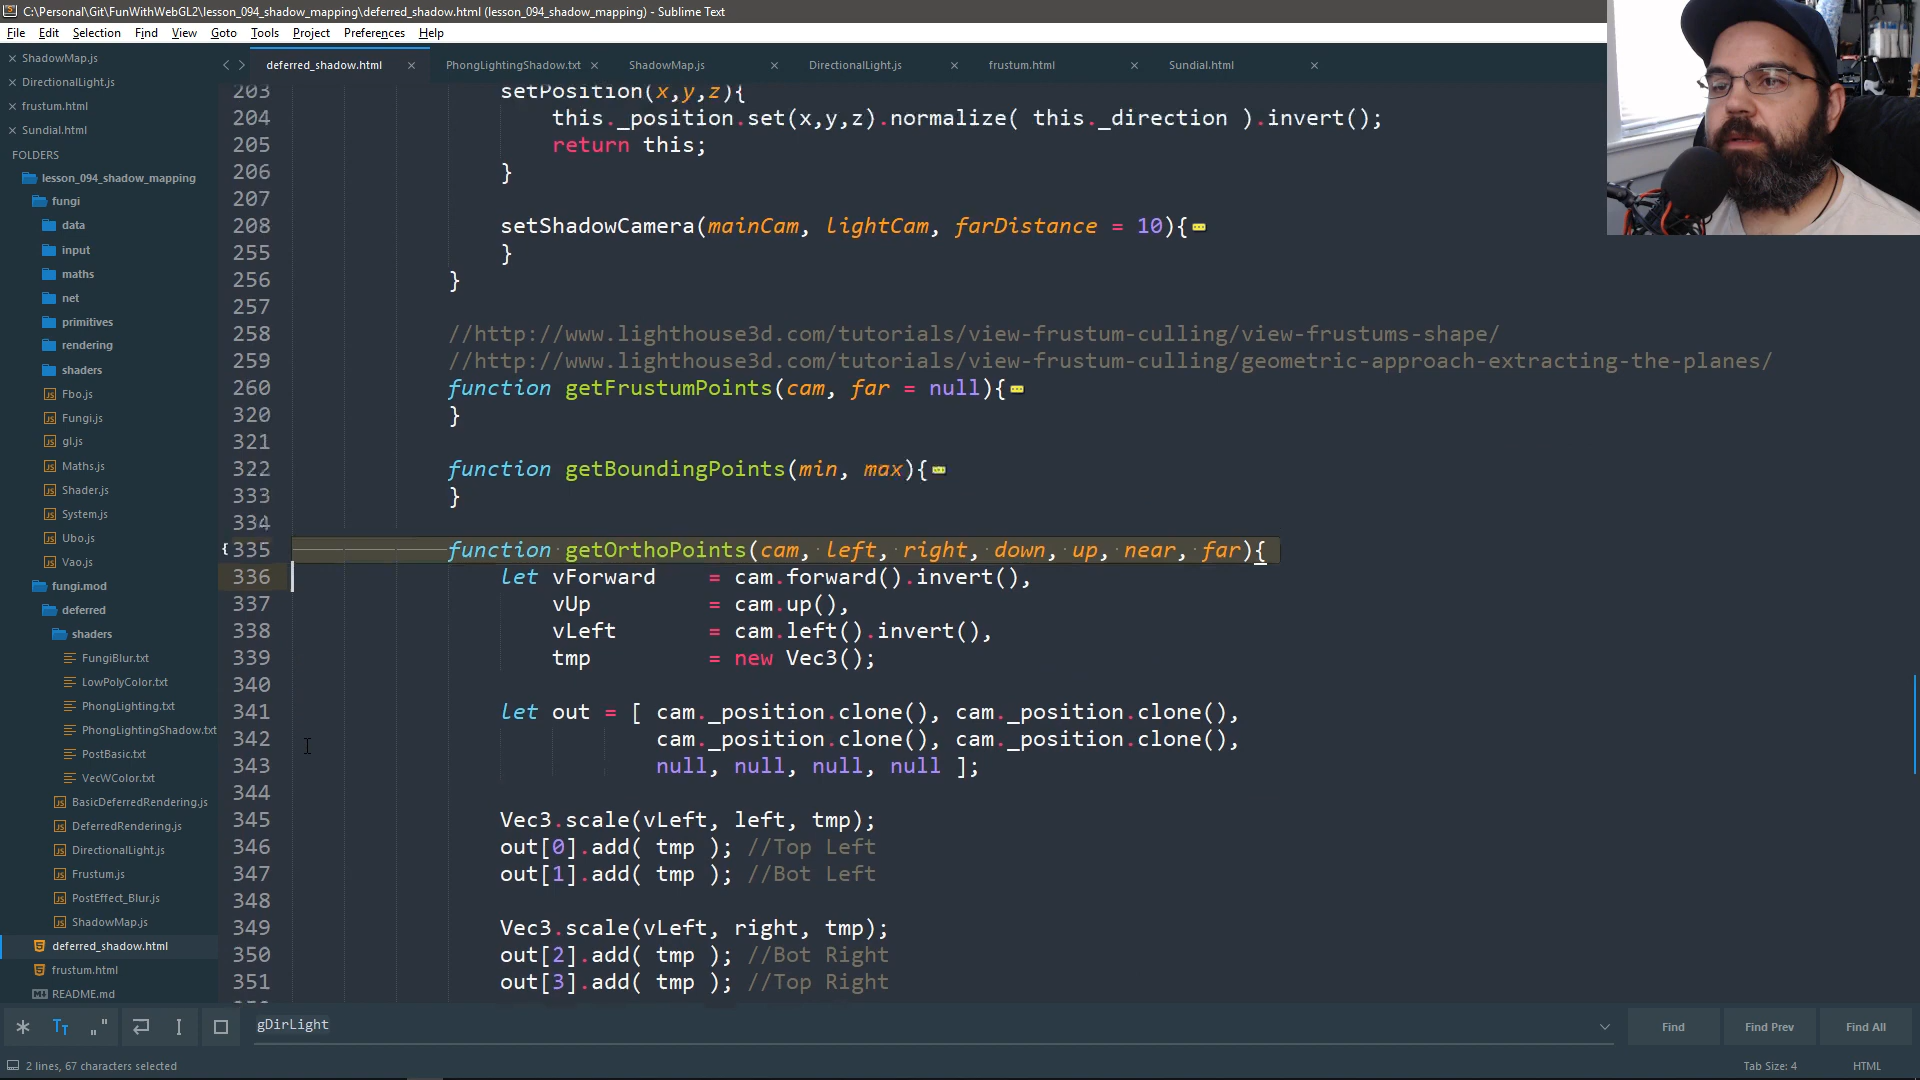 C:\Personal\Git\FunWithWebGL2\lesson_094_shadow_mapping\deferred_shadow.html (lesson_094_shadow_mapping) - Sublime Text
File Edit Selection Find View Goto Tools Project Preferences Help
ShadowMap.js
DirectionalLight.js
frustum.html
Sundial.html
FOLDERS
lesson_094_shadow_mapping
fungi
data
input
maths
net
primitives
rendering
shaders
Fbo.js
Fungi.js
gl.js
Maths.js
Shader.js
System.js
Ubo.js
Vao.js
fungi.mod
deferred
shaders
FungiBlur.txt
LowPolyColor.txt
PhongLighting.txt
PhongLightingShadow.txt
PostBasic.txt
VecWColor.txt
BasicDeferredRendering.js
DeferredRendering.js
DirectionalLight.js
Frustum.js
PostEffect_Blur.js
ShadowMap.js
deferred_shadow.html
frustum.html
README.md
deferred_shadow.html PhongLightingShadow.txt ShadowMap.js DirectionalLight.js frustum.html Sundial.html
203 setPosition(x,y,z){
204 this._position.set(x,y,z).normalize( this._direction ).invert();
205 return this;
206 }
207
208 setShadowCamera(mainCam, lightCam, farDistance = 10){
255 }
256 }
257
258 //http://www.lighthouse3d.com/tutorials/view-frustum-culling/view-frustums-shape/
259 //http://www.lighthouse3d.com/tutorials/view-frustum-culling/geometric-approach-extracting-the-planes/
260 function getFrustumPoints(cam, far = null){
320 }
321
322 function getBoundingPoints(min, max){
333 }
334
335 function getOrthoPoints(cam, left, right, down, up, near, far){
336 let vForward = cam.forward().invert(),
337 vUp = cam.up(),
338 vLeft = cam.left().invert(),
339 tmp = new Vec3();
340
341 let out = [ cam._position.clone(), cam._position.clone(),
342 cam._position.clone(), cam._position.clone(),
343 null, null, null, null ];
344
345 Vec3.scale(vLeft, left, tmp);
346 out[0].add( tmp ); //Top Left
347 out[1].add( tmp ); //Bot Left
348
349 Vec3.scale(vLeft, right, tmp);
350 out[2].add( tmp ); //Bot Right
351 out[3].add( tmp ); //Top Right
gDirLight
Find Find Prev Find All
2 lines, 67 characters selected
Tab Size: 4 HTML